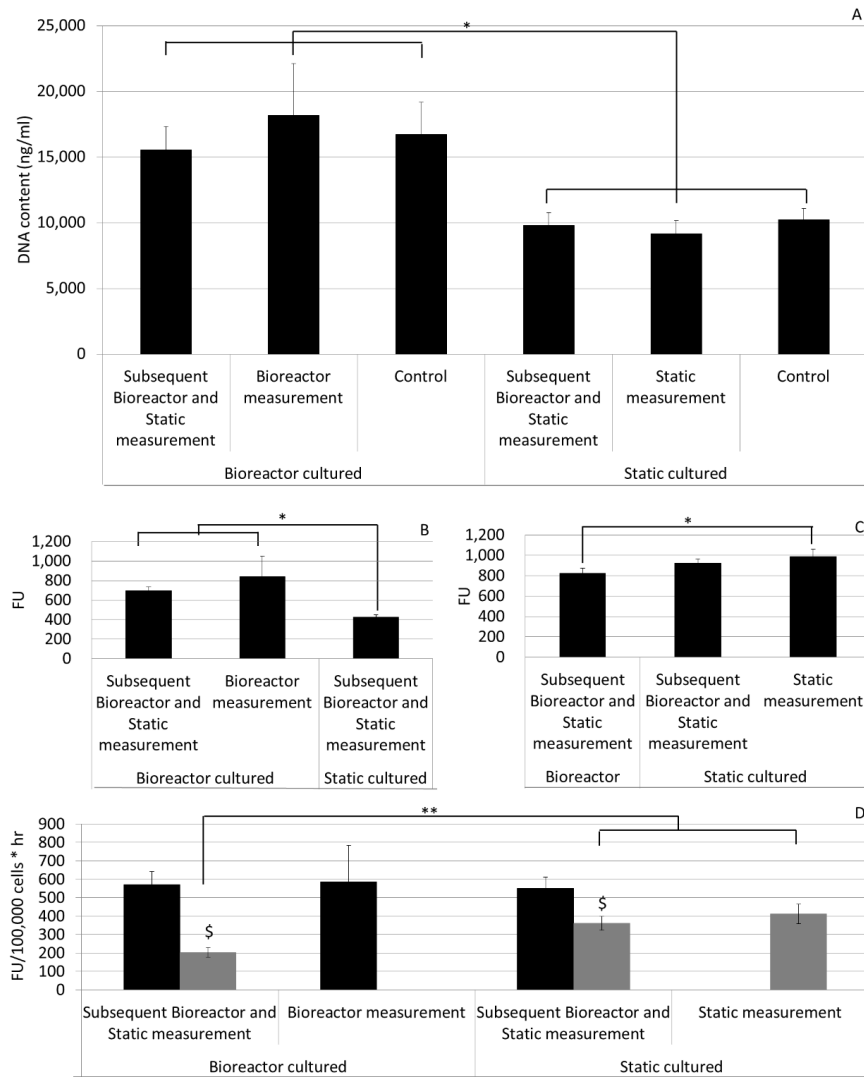 A
*
25,000
20,000
15,000
10,000
5,000
0
DNA content (ng/ml)
Subsequent Bioreactor and Static measurement
Bioreactor measurement
Control
Subsequent Bioreactor and Static measurement
Static measurement
Control
Bioreactor cultured
Static cultured
B
*
1,200
1,000
800
600
400
200
0
FU
Subsequent Bioreactor and Static measurement
Bioreactor measurement
Subsequent Bioreactor and Static measurement
Bioreactor cultured
Static cultured
C
*
1,200
1,000
800
600
400
200
0
FU
Subsequent Bioreactor and Static measurement
Subsequent Bioreactor and Static measurement
Static measurement
Bioreactor
Static cultured
D
**
900
800
700
600
500
400
300
200
100
0
FU/100,000 cells * hr
$
$
Subsequent Bioreactor and Static measurement
Bioreactor measurement
Subsequent Bioreactor and Static measurement
Static measurement
Bioreactor cultured
Static cultured